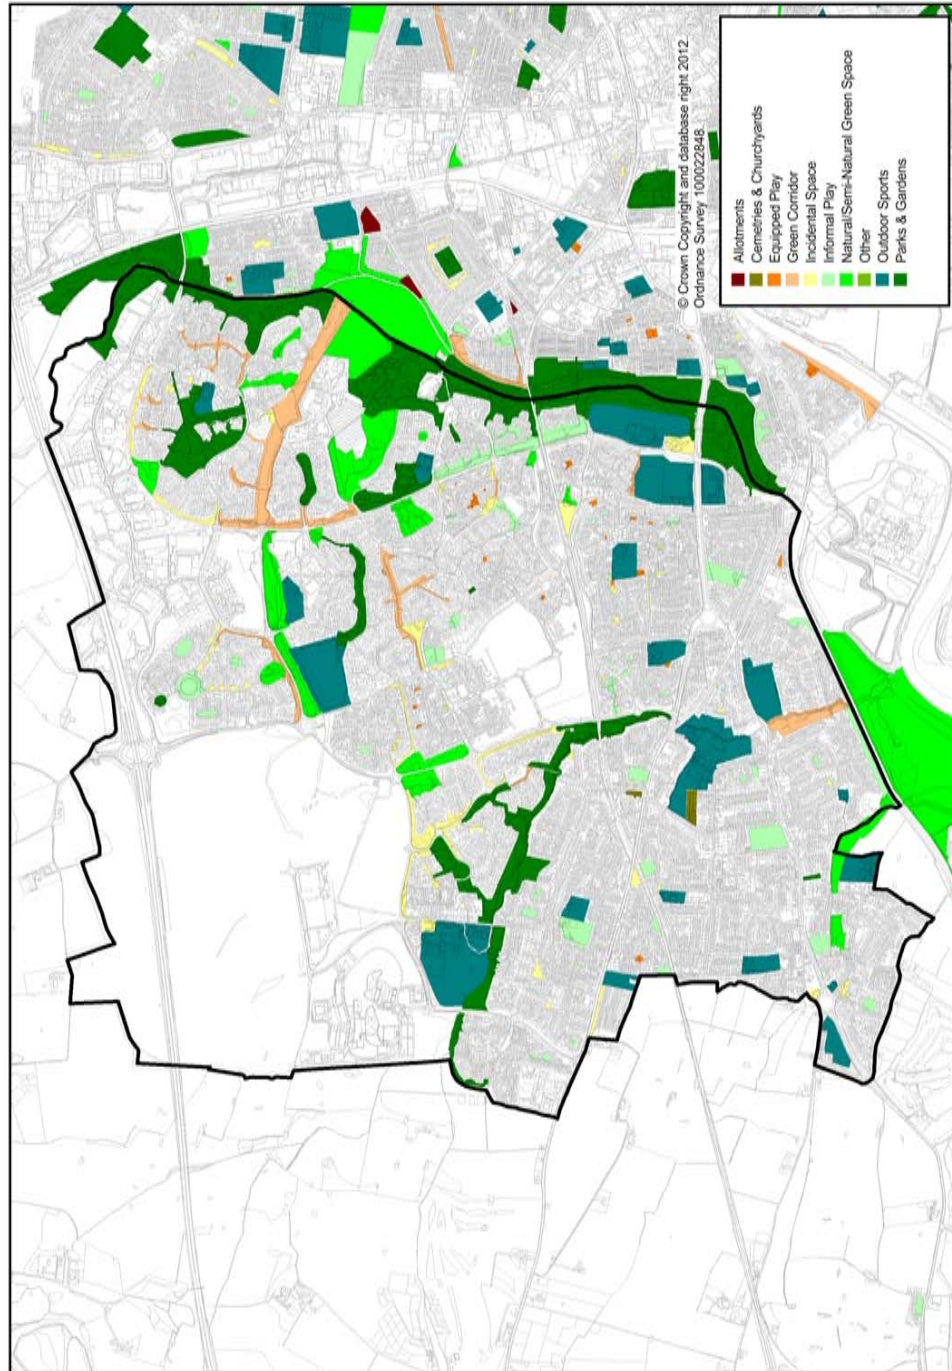 © Crown Copyright and database right 2012.
Ordnance Survey 100022848.
Allotments
Cemetries & Churchyards
Equipped Play
Green Corridor
Incidental Space
Informal Play
Natural/Semi-Natural Green Space
Other
Outdoor Sports
Parks & Gardens